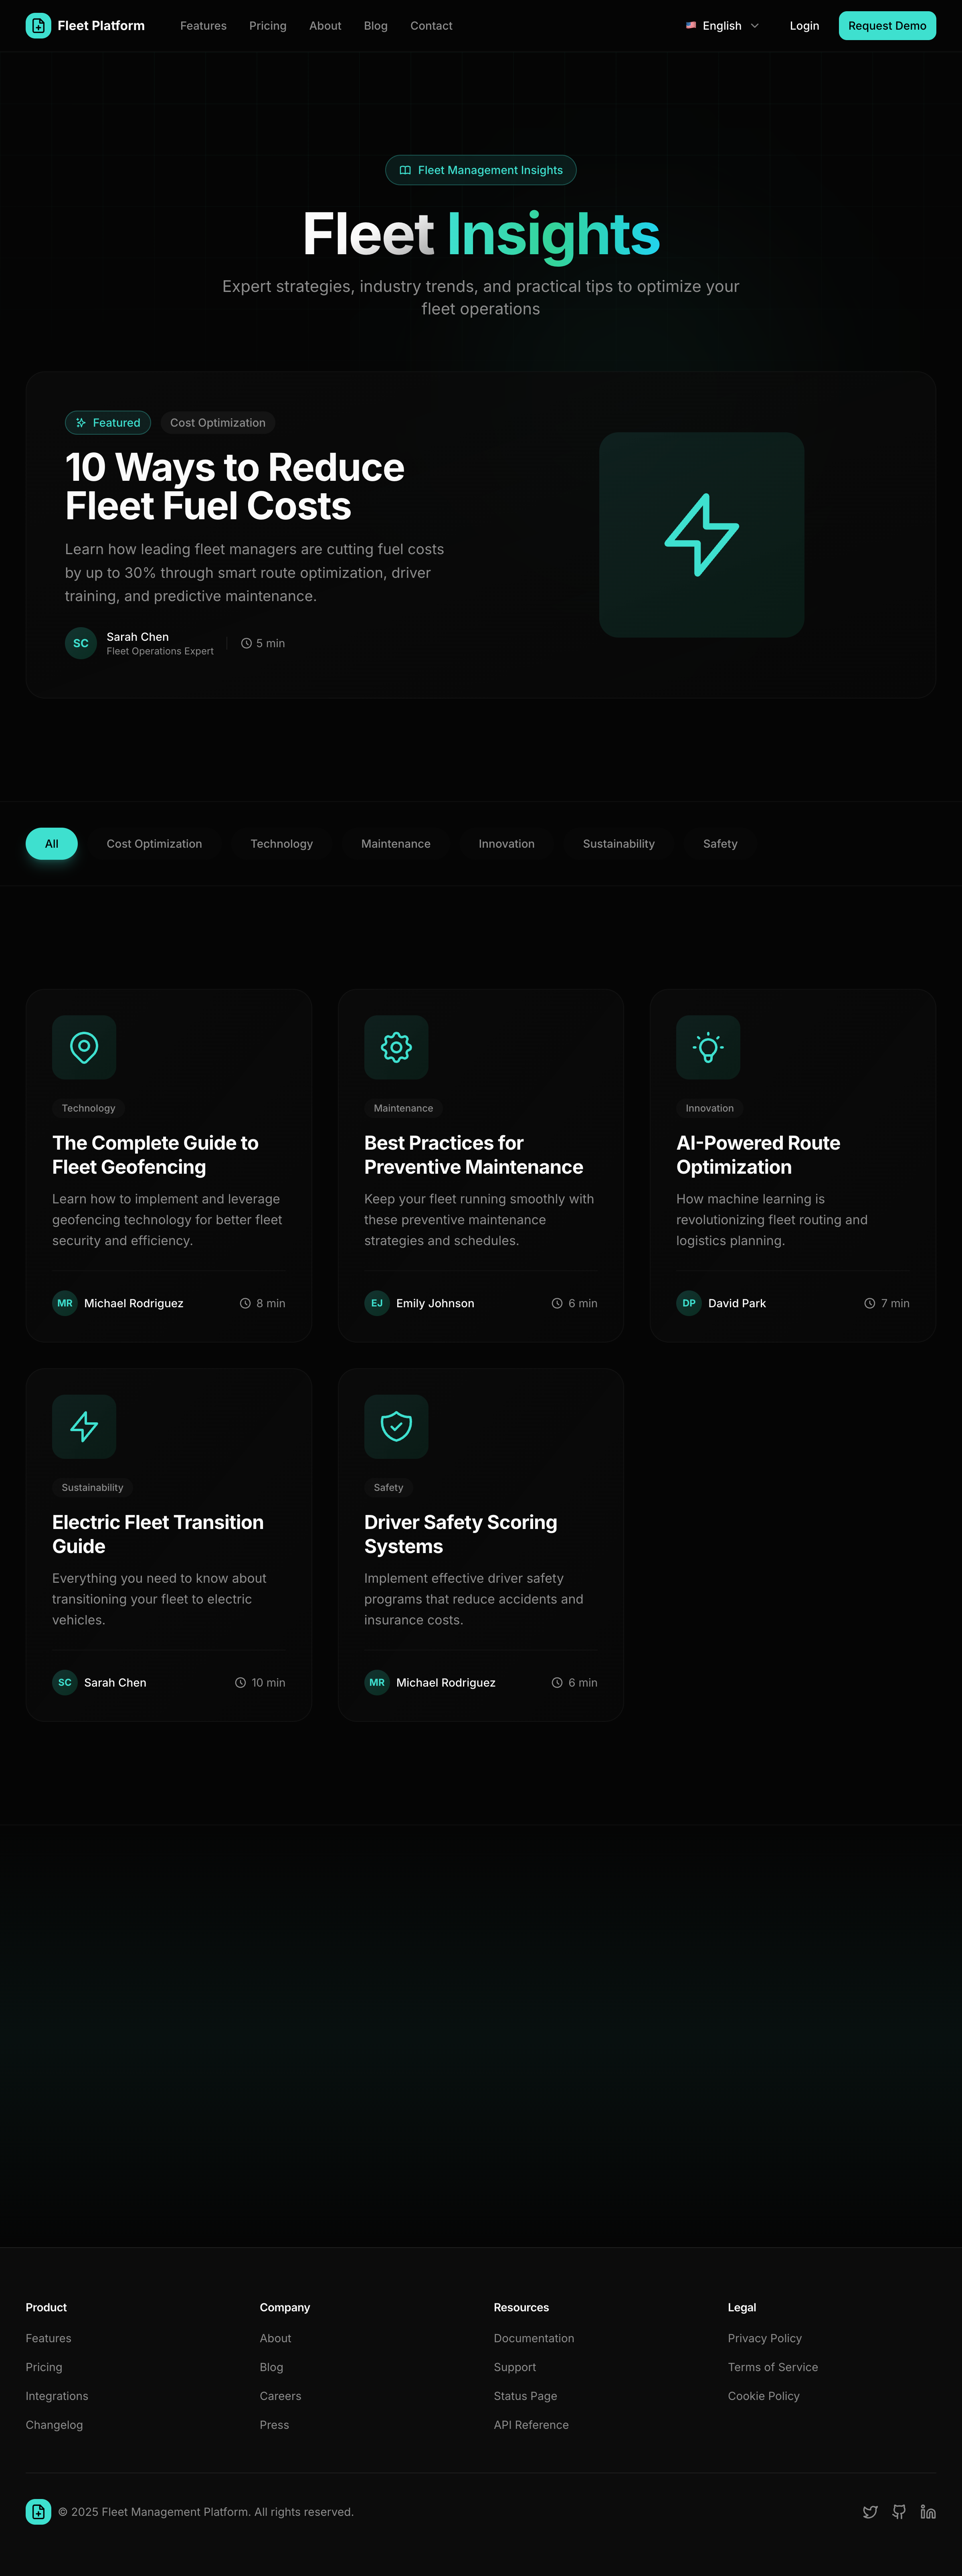 Fleet Platform
Features
Pricing
About
Blog
Contact
English
Login
Request Demo
Fleet Management Insights
Fleet Insights
Expert strategies, industry trends, and practical tips to optimize your
fleet operations
Featured
Cost Optimization
10 Ways to Reduce
Fleet Fuel Costs
Learn how leading fleet managers are cutting fuel costs
by up to 30% through smart route optimization, driver
training, and predictive maintenance.
SC
Sarah Chen
Fleet Operations Expert
5 min
All
Cost Optimization
Technology
Maintenance
Innovation
Sustainability
Safety
Technology
The Complete Guide to
Fleet Geofencing
Learn how to implement and leverage
geofencing technology for better fleet
security and efficiency.
MR
Michael Rodriguez
8 min
Maintenance
Best Practices for
Preventive Maintenance
Keep your fleet running smoothly with
these preventive maintenance
strategies and schedules.
EJ
Emily Johnson
6 min
Innovation
AI-Powered Route
Optimization
How machine learning is
revolutionizing fleet routing and
logistics planning.
DP
David Park
7 min
Sustainability
Electric Fleet Transition
Guide
Everything you need to know about
transitioning your fleet to electric
vehicles.
SC
Sarah Chen
10 min
Safety
Driver Safety Scoring
Systems
Implement effective driver safety
programs that reduce accidents and
insurance costs.
MR
Michael Rodriguez
6 min
Product
Features
Pricing
Integrations
Changelog
Company
About
Blog
Careers
Press
Resources
Documentation
Support
Status Page
API Reference
Legal
Privacy Policy
Terms of Service
Cookie Policy
© 2025 Fleet Management Platform. All rights reserved.